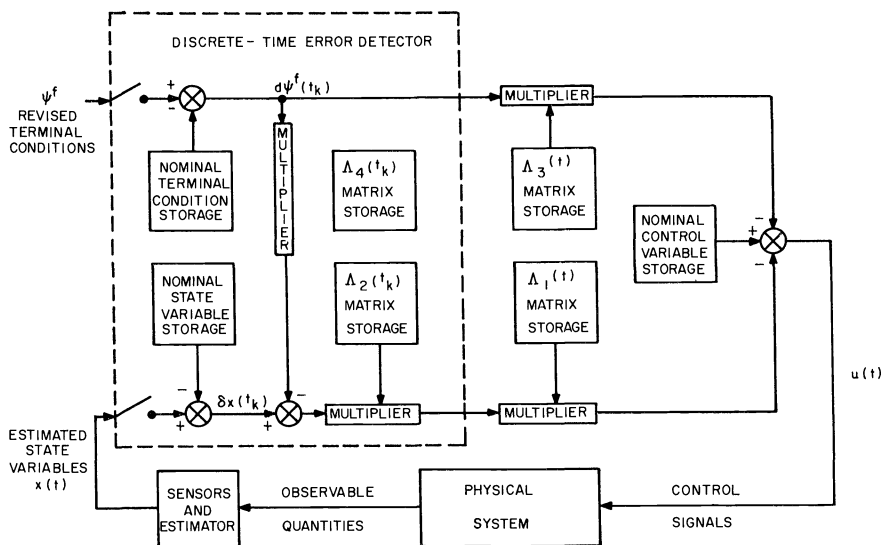 DISCRETE- TIME ERROR DETECTOR
ψf
REVISED
TERMINAL
CONDITIONS
+
−
dψf(tk)
MULTIPLIER
MULTIPLIER
NOMINAL
TERMINAL
CONDITION
STORAGE
Λ4(tk)
MATRIX
STORAGE
Λ3(t)
MATRIX
STORAGE
NOMINAL
CONTROL
VARIABLE
STORAGE
−
+
−
NOMINAL
STATE
VARIABLE
STORAGE
Λ2(tk)
MATRIX
STORAGE
Λ1(t)
MATRIX
STORAGE
u(t)
−
+
δx(tk)
−
+
MULTIPLIER
MULTIPLIER
ESTIMATED
STATE
VARIABLES
x(t)
SENSORS
AND
ESTIMATOR
OBSERVABLE
QUANTITIES
PHYSICAL
SYSTEM
CONTROL
SIGNALS